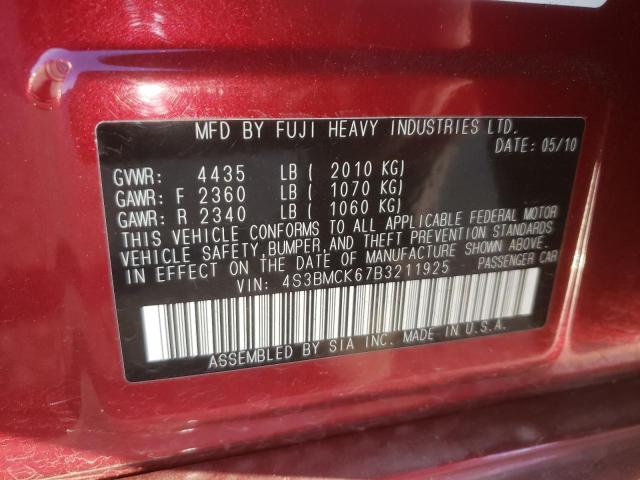 MFD BY FUJI HEAVY INDUSTRIES LTD.
DATE: 05/10
GVWR: 4435 LB ( 2010 KG)
GAWR: F 2360 LB ( 1070 KG)
GAWR: R 2340 LB ( 1060 KG)
THIS VEHICLE CONFORMS TO ALL APPLICABLE FEDERAL MOTOR
VEHICLE SAFETY,BUMPER,AND THEFT PREVENTION STANDARDS
IN EFFECT ON THE DATE OF MANUFACTURE SHOWN ABOVE.
VIN: 4S3BMCK67B3211925 PASSENGER CAR
ASSEMBLED BY SIA INC. MADE IN U.S.A.